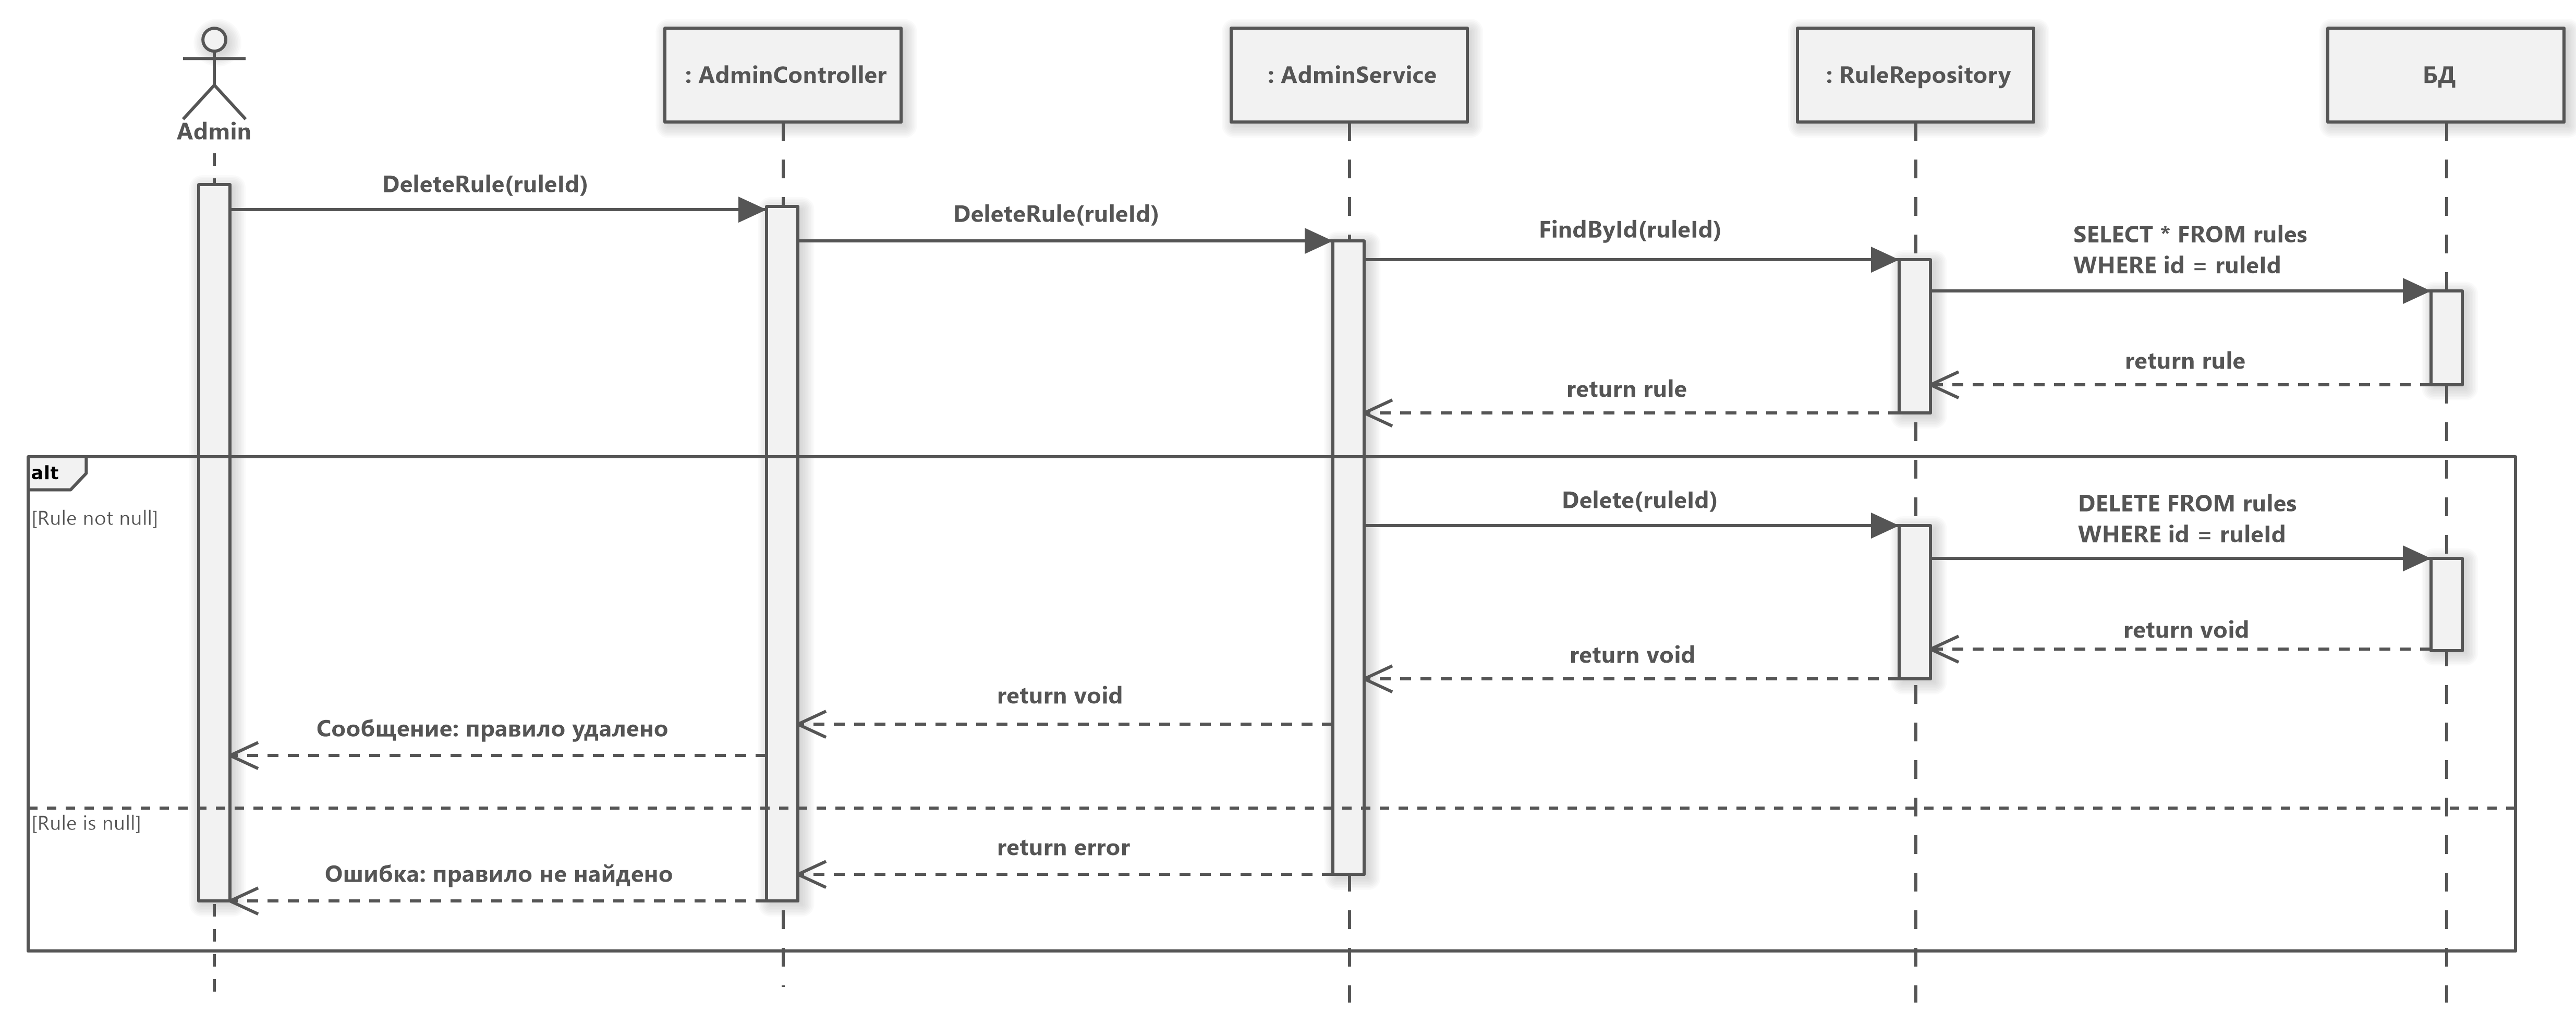 Admin
: AdminController
: AdminService
: RuleRepository
БД
DeleteRule(ruleId)
DeleteRule(ruleId)
FindById(ruleId)
SELECT * FROM rules
WHERE id = ruleId
return rule
return rule
alt
[Rule not null]
Delete(ruleId)
DELETE FROM rules
WHERE id = ruleId
return void
return void
return void
Сообщение: правило удалено
[Rule is null]
return error
Ошибка: правило не найдено